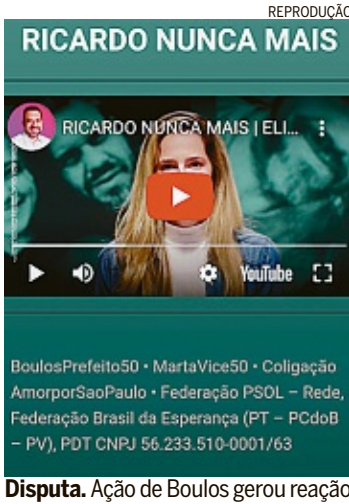 REPRODUÇÃO
RICARDO NUNCA MAIS
RICARDO NUNCA MAIS | ELI...
YouTube
BoulosPrefeito50 • MartaVice50 • Coligação
AmorporSaoPaulo • Federação PSOL – Rede,
Federação Brasil da Esperança (PT – PCdoB
– PV), PDT CNPJ 56.233.510-0001/63
Disputa. Ação de Boulos gerou reação